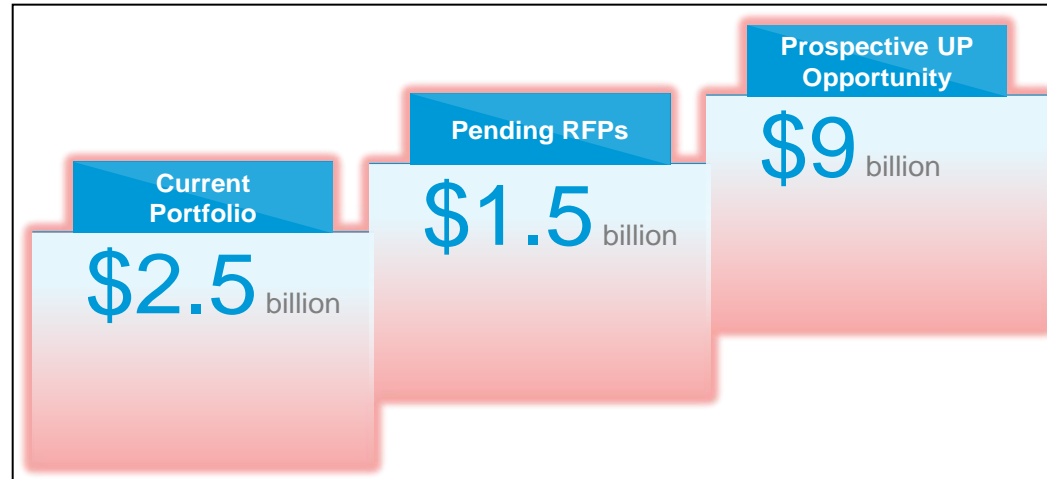 Current
Portfolio
$2.5 billion
Pending RFPs
$1.5 billion
Prospective UP
Opportunity
$9 billion